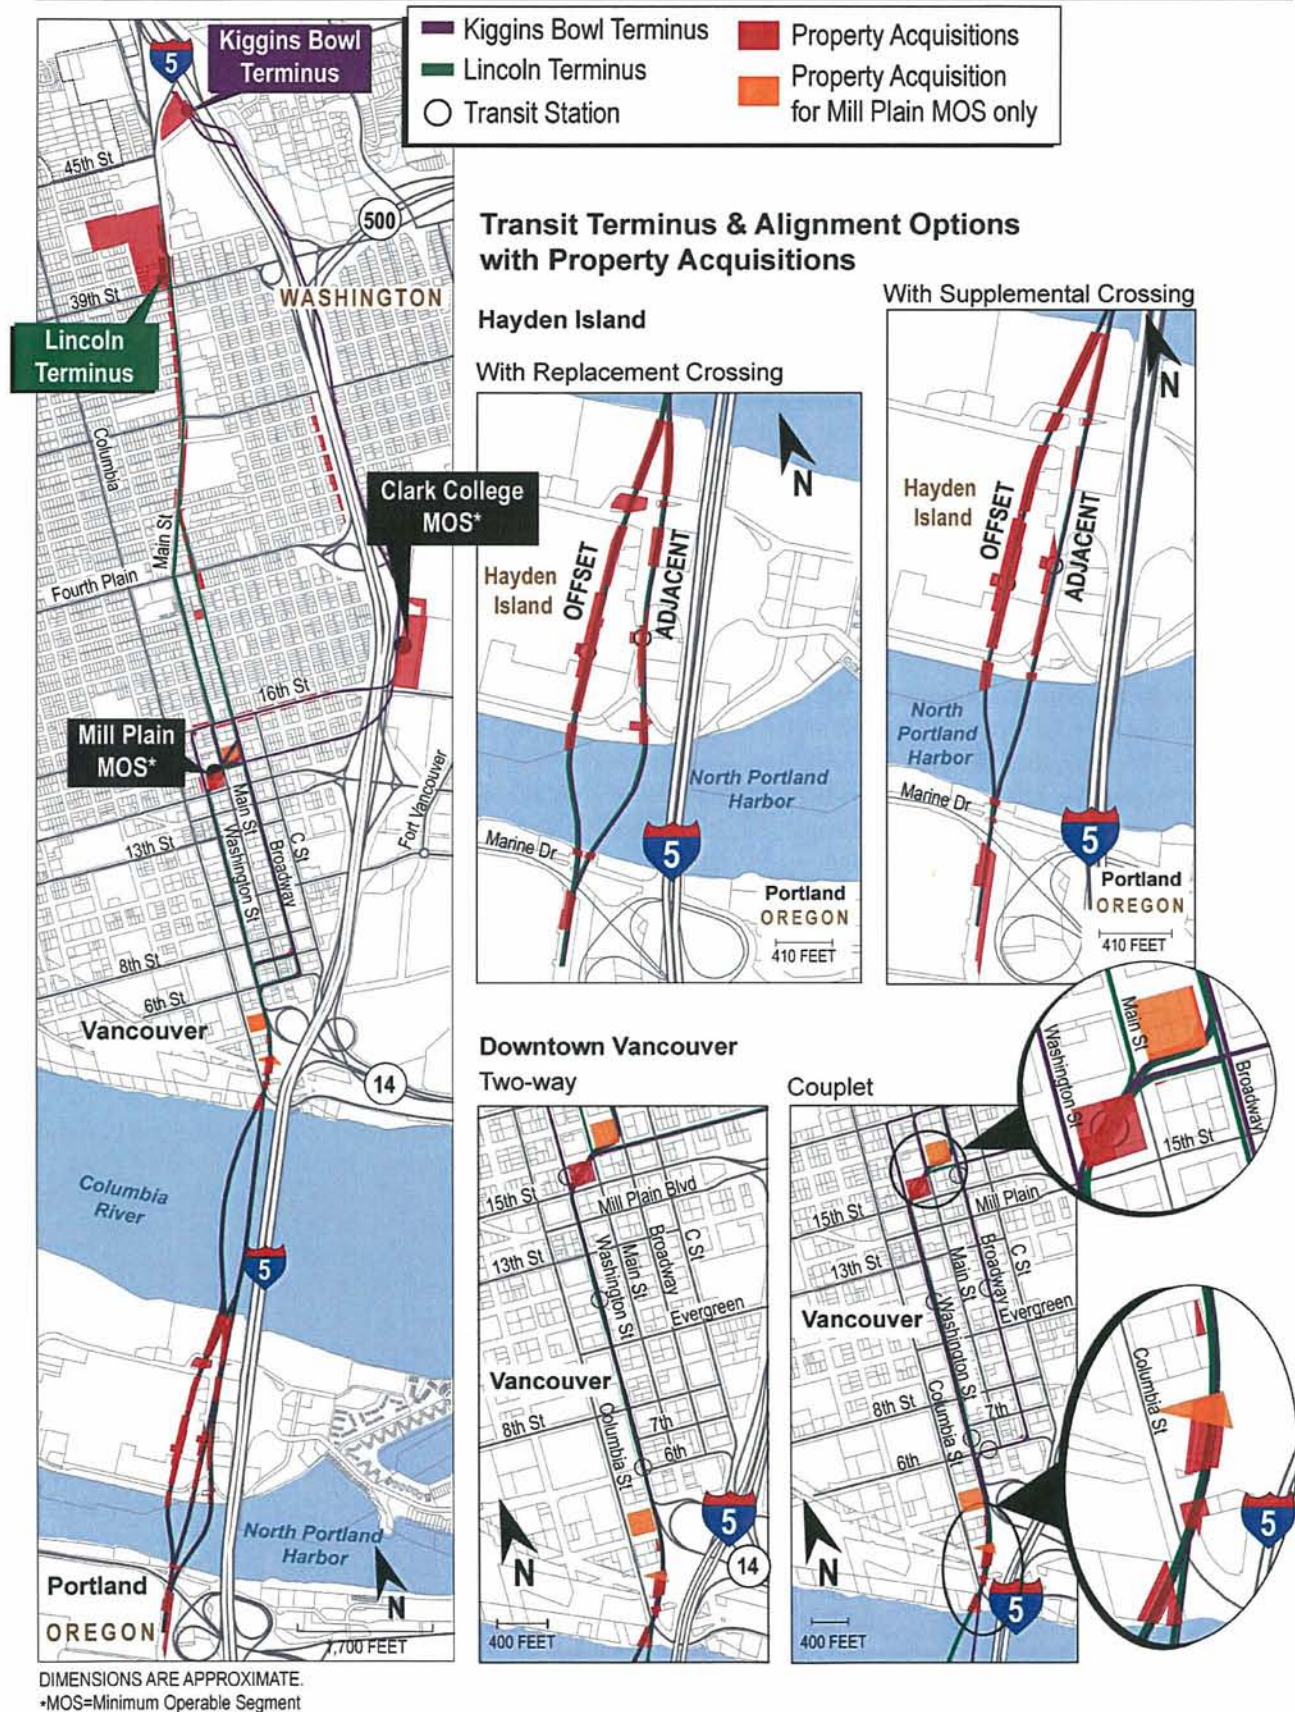 Kiggins Bowl Terminus
Lincoln Terminus
Transit Station
Property Acquisitions
Property Acquisition
for Mill Plain MOS only
5
Kiggins Bowl
Terminus
45th St
500
39th St
WASHINGTON
Lincoln
Terminus
Columbia
Main St
Clark College
MOS*
Fourth Plain
16th St
Mill Plain
MOS*
Main St
Washington St
C St
Broadway
Fort Vancouver
13th St
8th St
6th St
Vancouver
14
Columbia
River
5
North Portland
Harbor
Portland
OREGON
N
1,700 FEET
DIMENSIONS ARE APPROXIMATE.
*MOS=Minimum Operable Segment
Transit Terminus & Alignment Options
with Property Acquisitions
Hayden Island
With Replacement Crossing
N
Hayden
Island
OFFSET
ADJACENT
North Portland
Harbor
Marine Dr
5
Portland
OREGON
410 FEET
With Supplemental Crossing
N
Hayden
Island
OFFSET
ADJACENT
North
Portland
Harbor
Marine Dr
5
Portland
OREGON
410 FEET
Downtown Vancouver
Two-way
15th St
Mill Plain Blvd
13th St
Washington St
Main St
Broadway
C St
Evergreen
Vancouver
8th St
Columbia St
7th
6th
N
5
14
400 FEET
Couplet
15th St
Mill Plain
13th St
Main St
Broadway
C St
Washington St
Evergreen
Vancouver
8th St
Columbia St
7th
6th
N
5
400 FEET
Main St
Washington St
Broadway
15th St
Columbia St
5